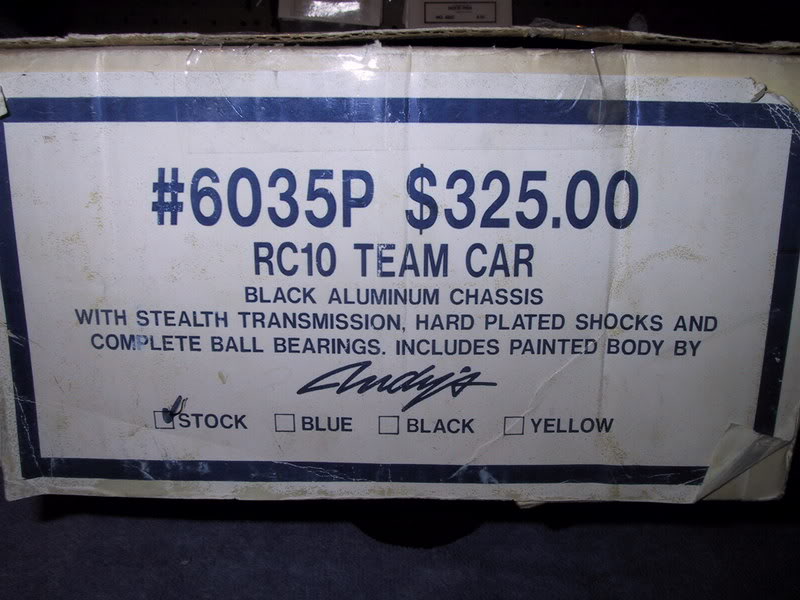 #6035P $325.00
RC10 TEAM CAR
BLACK ALUMINUM CHASSIS
WITH STEALTH TRANSMISSION, HARD PLATED SHOCKS AND
COMPLETE BALL BEARINGS. INCLUDES PAINTED BODY BY
Andy's
STOCK BLUE BLACK YELLOW